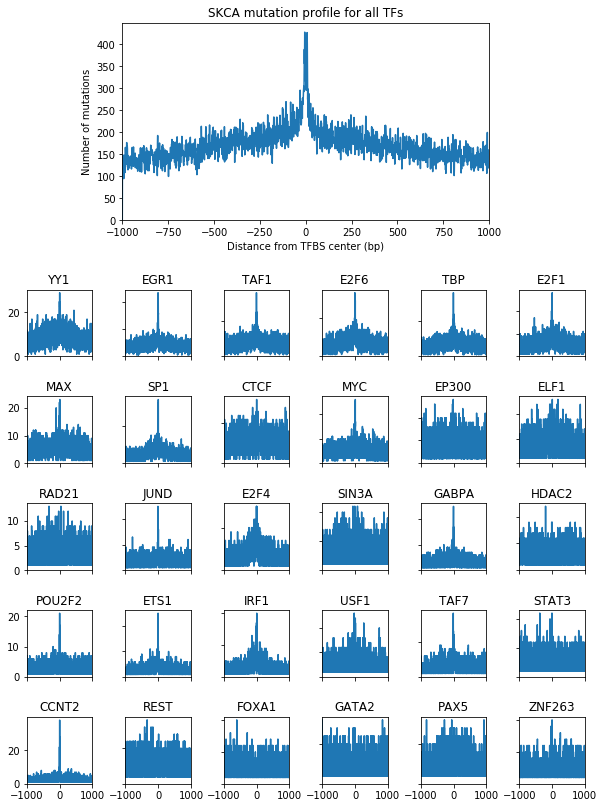 SKCA mutation profile for all TFs
Number of mutations
400
350
300
250
200
150
100
50
0
−1000 −750 −500 −250 0 250 500 750 1000
Distance from TFBS center (bp)
YY1 EGR1 TAF1 E2F6 TBP E2F1
20
0
MAX SP1 CTCF MYC EP300 ELF1
20
10
0
RAD21 JUND E2F4 SIN3A GABPA HDAC2
10
5
0
POU2F2 ETS1 IRF1 USF1 TAF7 STAT3
20
10
0
CCNT2 REST FOXA1 GATA2 PAX5 ZNF263
20
0
−1000 0 1000 −1000 0 1000 −1000 0 1000 −1000 0 1000 −1000 0 1000 −1000 0 1000